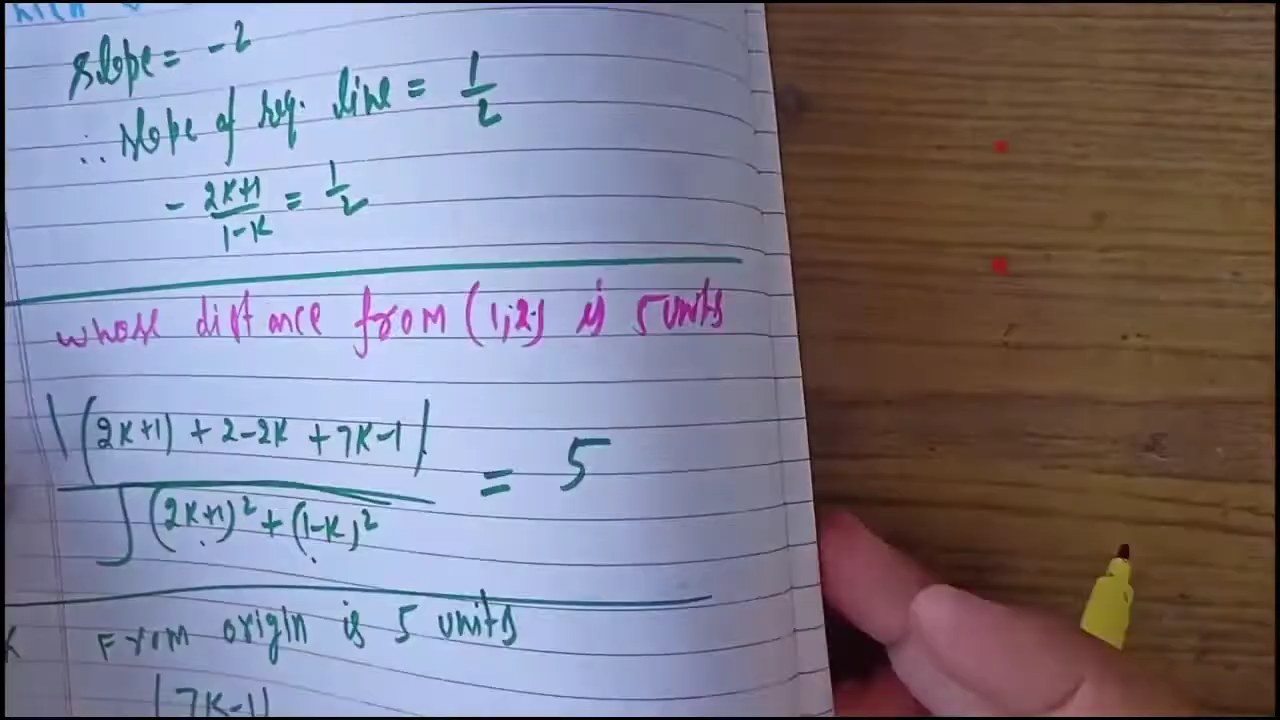 slope = -2
∴ slope of req. line = 1/2
- (2K+1)/(1-K) = 1/2
whose distance from (1,2) is 5 units
|(2K+1) + 2-2K + 7K-1| / √((2K+1)² + (1-K)²) = 5
From origin is 5 units
|7K-1|